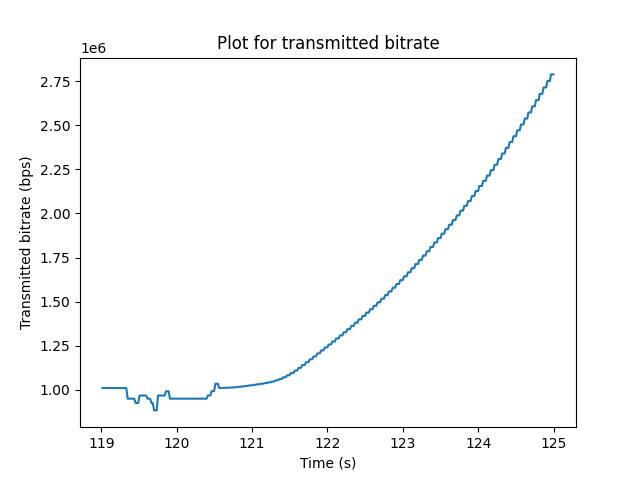 Plot for transmitted bitrate
1e6
2.75
2.50
2.25
2.00
1.75
1.50
1.25
1.00
Transmitted bitrate (bps)
119 120 121 122 123 124 125
Time (s)